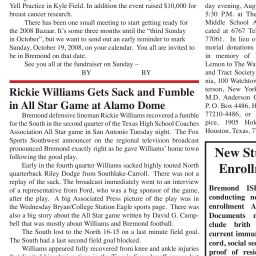 Yell Practice in Kyle Field. In addition the event raised $10,000 for
breast cancer research.
There has been one small meeting to start getting ready for
the 2008 Bazaar. It's some three months until the "third Sunday
in October", but we want to send out an early reminder to mark
Sunday, October 19, 2008, on your calendar. You are invited to
be in Bremond on that date.
See you all at the fundraiser on Sunday –
BY BY
Rickie Williams Gets Sack and Fumble
in All Star Game at Alamo Dome
Bremond defensive lineman Rickie Williams recovered a fumble
for the South in the second quarter of the Texas High School Coaches
Association All Star game in San Antonio Tuesday night. The Fox
Sports Southwest announcer on the regional television broadcast
pronounced Bremond exactly right as he gave Williams' home town
following the good play.
Early in the fourth quarter Williams sacked highly touted North
quarterback Riley Dodge from Southlake-Carroll. There was not a
replay of the sack. The broadcast immediately went to an interview
of a representative from Ford, who was a big sponsor of the game,
after the play. A big Associated Press picture of the play was in
the Wednesday Bryan/College Station Eagle sports page. There was
also a big story about the All Star game written by David G. Camp-
bell that was mostly about Williams and Bremond football.
The South lost to the North 16-15 on a last minute field goal.
The South had a last second field goal blocked.
Williams appeared fully recovered from knee and ankle injuries
day evening, Aug
5:30 P.M. at The
Middle School A
cated at 6767 Te
77061. In lieu of
morial donations
in memory of
Lemon to The Wa
and Tract Society
nia, 100 Watchtow
terson, New York
M.D. Anderson C
P. O. Box 4486, H
77210-4486, or
pice, 1905 Holc
Houston, Texas, 7
New St
Enroll
Bremond ISI
conducting ne
enrollment A
Documents r
clude birth
current immu
cord, social sec
proof of resi